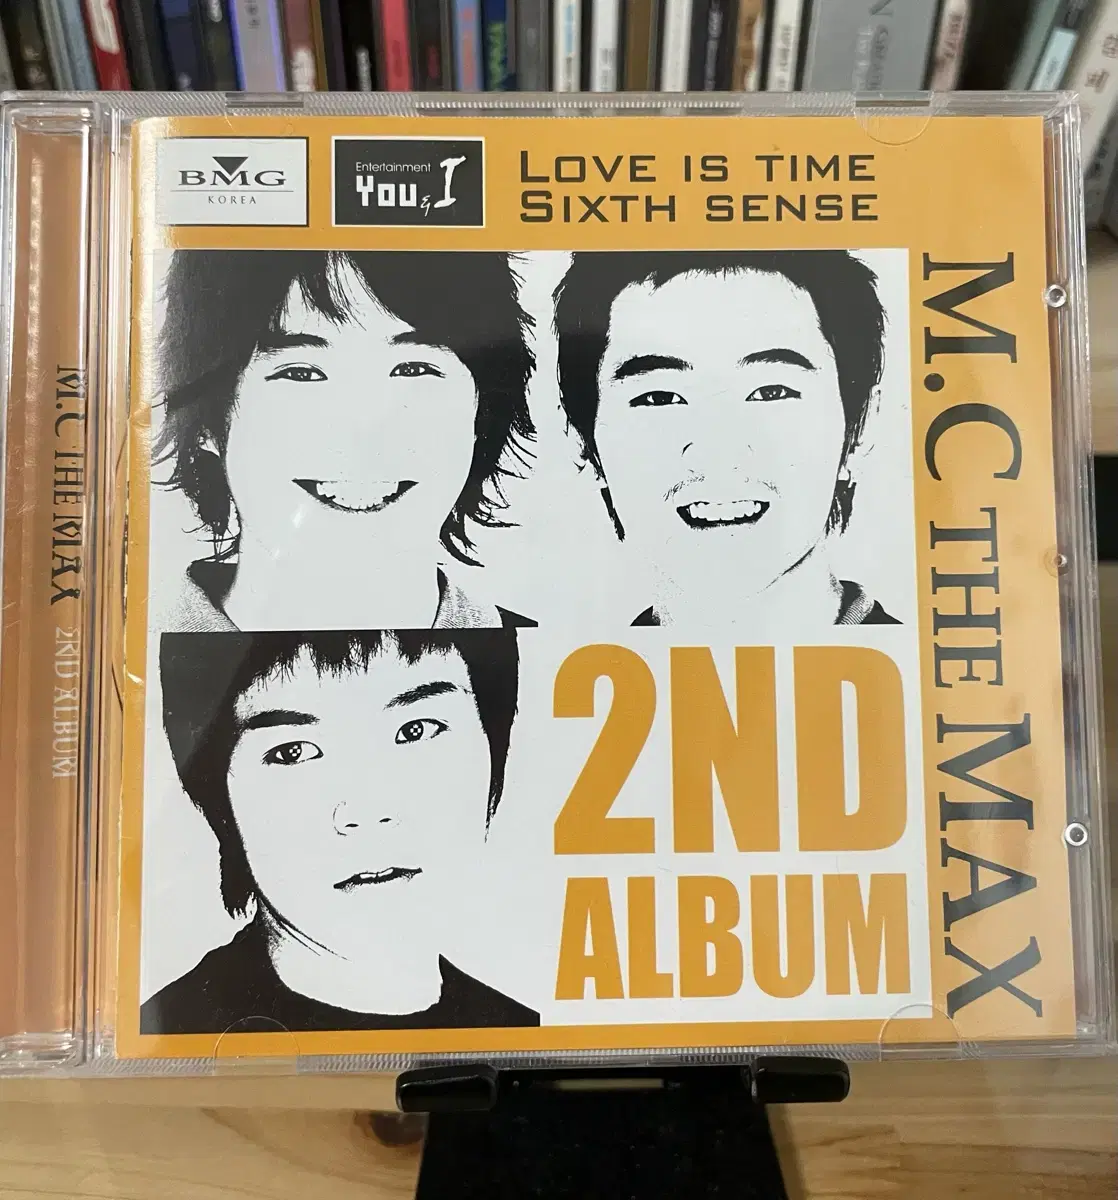 BMG
KOREA
Entertainment
You & I
LOVE IS TIME
SIXTH SENSE
M.C THE MAX
2ND
ALBUM
M.C THE MAX 2ND ALBUM